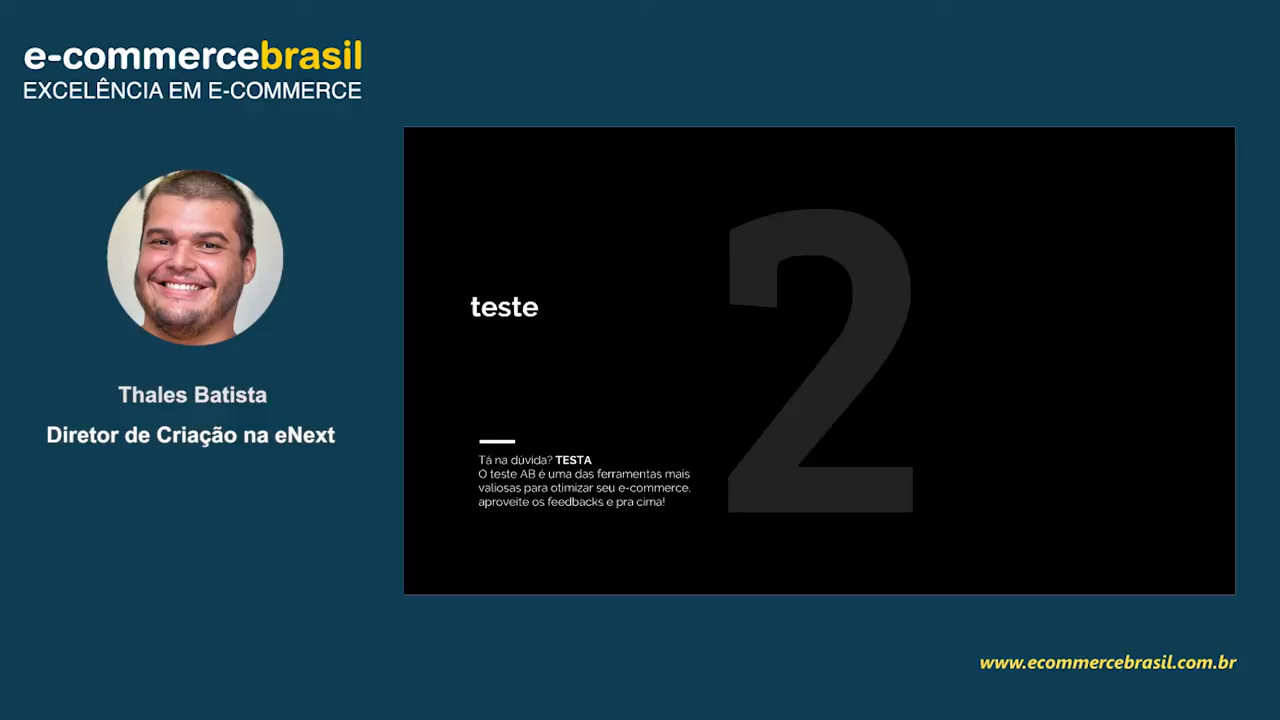 e-commercebrasil
EXCELÊNCIA EM E-COMMERCE
Thales Batista
Diretor de Criação na eNext
teste
2
Tá na dúvida? TESTA
O teste AB é uma das ferramentas mais
valiosas para otimizar seu e-commerce,
aproveite os feedbacks e pra cima!
www.ecommercebrasil.com.br